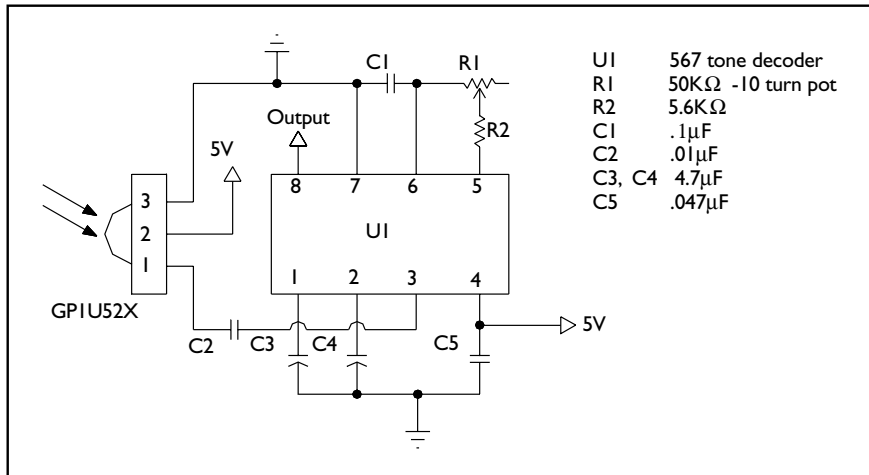 C1
R1
Output
R2
5V
8 7 6 5
3
2
1
U1
1 2 3 4
GP1U52X
C2 C3 C4 C5
5V
U1 567 tone decoder
R1 50KΩ -10 turn pot
R2 5.6KΩ
C1 .1µF
C2 .01µF
C3, C4 4.7µF
C5 .047µF